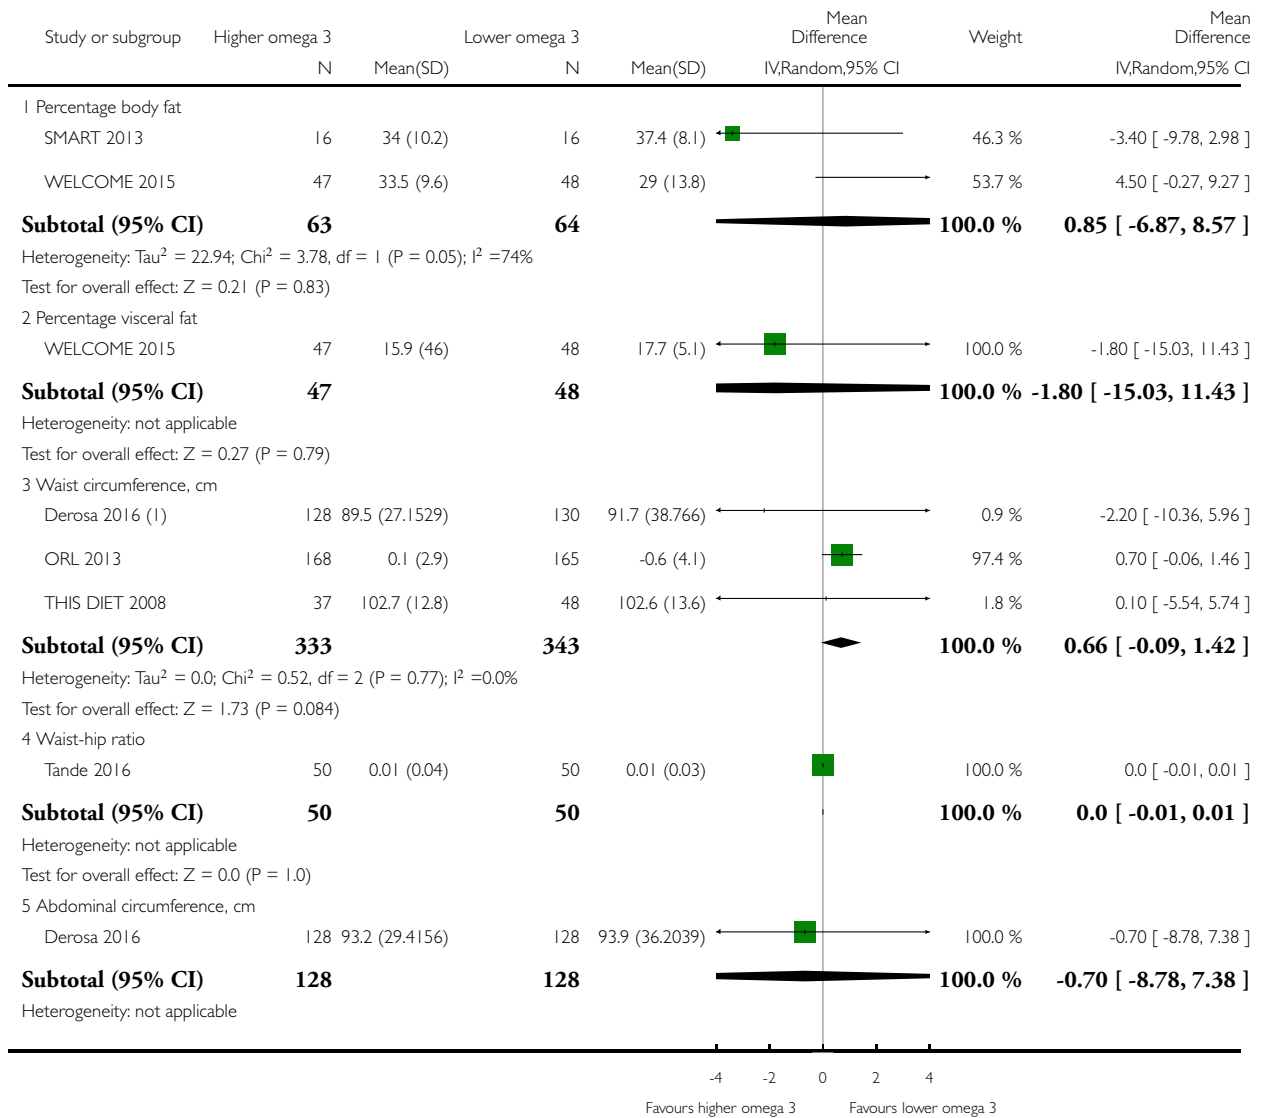 Mean Mean
Study or subgroup Higher omega 3 Lower omega 3 Difference Weight Difference
N Mean(SD) N Mean(SD) IV,Random,95% CI IV,Random,95% CI
1 Percentage body fat
SMART 2013 16 34 (10.2) 16 37.4 (8.1) 46.3 % -3.40 [ -9.78, 2.98 ]
WELCOME 2015 47 33.5 (9.6) 48 29 (13.8) 53.7 % 4.50 [ -0.27, 9.27 ]
Subtotal (95% CI) 63 64 100.0 % 0.85 [ -6.87, 8.57 ]
Heterogeneity: Tau² = 22.94; Chi² = 3.78, df = 1 (P = 0.05); I² =74%
Test for overall effect: Z = 0.21 (P = 0.83)
2 Percentage visceral fat
WELCOME 2015 47 15.9 (46) 48 17.7 (5.1) 100.0 % -1.80 [ -15.03, 11.43 ]
Subtotal (95% CI) 47 48 100.0 % -1.80 [ -15.03, 11.43 ]
Heterogeneity: not applicable
Test for overall effect: Z = 0.27 (P = 0.79)
3 Waist circumference, cm
Derosa 2016 (1) 128 89.5 (27.1529) 130 91.7 (38.766) 0.9 % -2.20 [ -10.36, 5.96 ]
ORL 2013 168 0.1 (2.9) 165 -0.6 (4.1) 97.4 % 0.70 [ -0.06, 1.46 ]
THIS DIET 2008 37 102.7 (12.8) 48 102.6 (13.6) 1.8 % 0.10 [ -5.54, 5.74 ]
Subtotal (95% CI) 333 343 100.0 % 0.66 [ -0.09, 1.42 ]
Heterogeneity: Tau² = 0.0; Chi² = 0.52, df = 2 (P = 0.77); I² =0.0%
Test for overall effect: Z = 1.73 (P = 0.084)
4 Waist-hip ratio
Tande 2016 50 0.01 (0.04) 50 0.01 (0.03) 100.0 % 0.0 [ -0.01, 0.01 ]
Subtotal (95% CI) 50 50 100.0 % 0.0 [ -0.01, 0.01 ]
Heterogeneity: not applicable
Test for overall effect: Z = 0.0 (P = 1.0)
5 Abdominal circumference, cm
Derosa 2016 128 93.2 (29.4156) 128 93.9 (36.2039) 100.0 % -0.70 [ -8.78, 7.38 ]
Subtotal (95% CI) 128 128 100.0 % -0.70 [ -8.78, 7.38 ]
Heterogeneity: not applicable
-4 -2 0 2 4
Favours higher omega 3 Favours lower omega 3